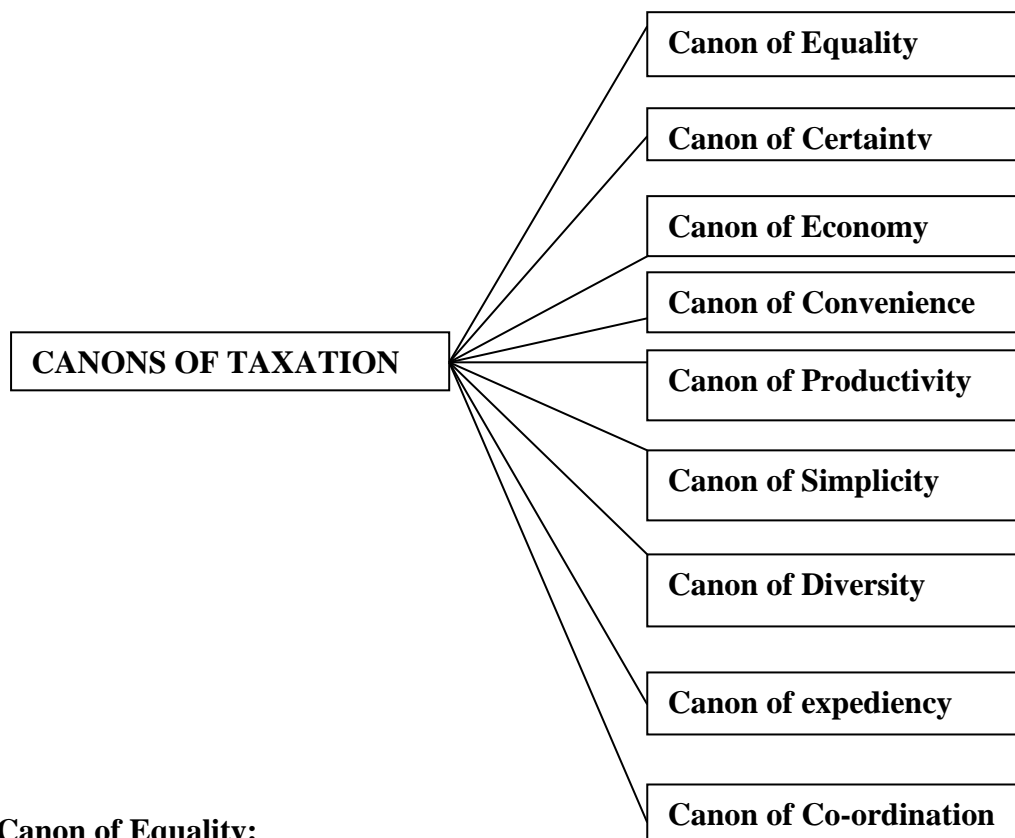 Canon of Equality
Canon of Certainty
Canon of Economy
Canon of Convenience
CANONS OF TAXATION
Canon of Productivity
Canon of Simplicity
Canon of Diversity
Canon of expediency
Canon of Co-ordination
Canon of Equality: